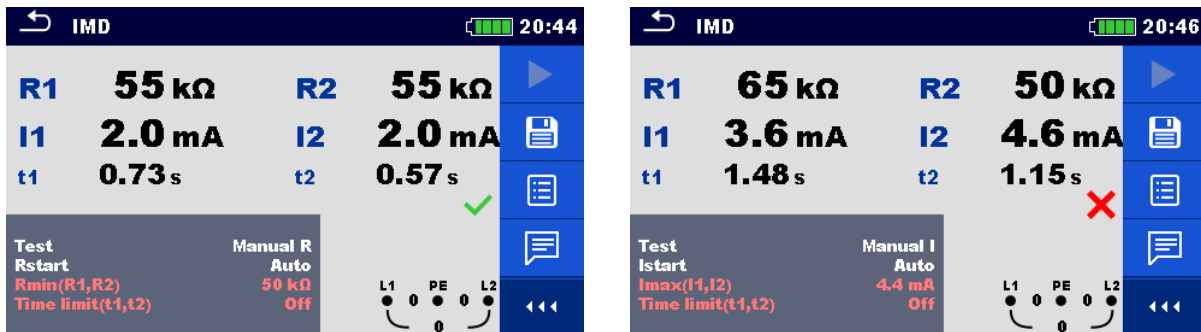 IMD 20:44
R1 55 kΩ R2 55 kΩ
I1 2.0 mA I2 2.0 mA
t1 0.73 s t2 0.57 s
Test Manual R
Rstart Auto
Rmin(R1,R2) 50 kΩ
Time limit(t1,t2) Off
L1 PE L2
0 0
0
IMD 20:46
R1 65 kΩ R2 50 kΩ
I1 3.6 mA I2 4.6 mA
t1 1.48 s t2 1.15 s
Test Manual I
Istart Auto
Imax(I1,I2) 4.4 mA
Time limit(t1,t2) Off
L1 PE L2
0 0
0